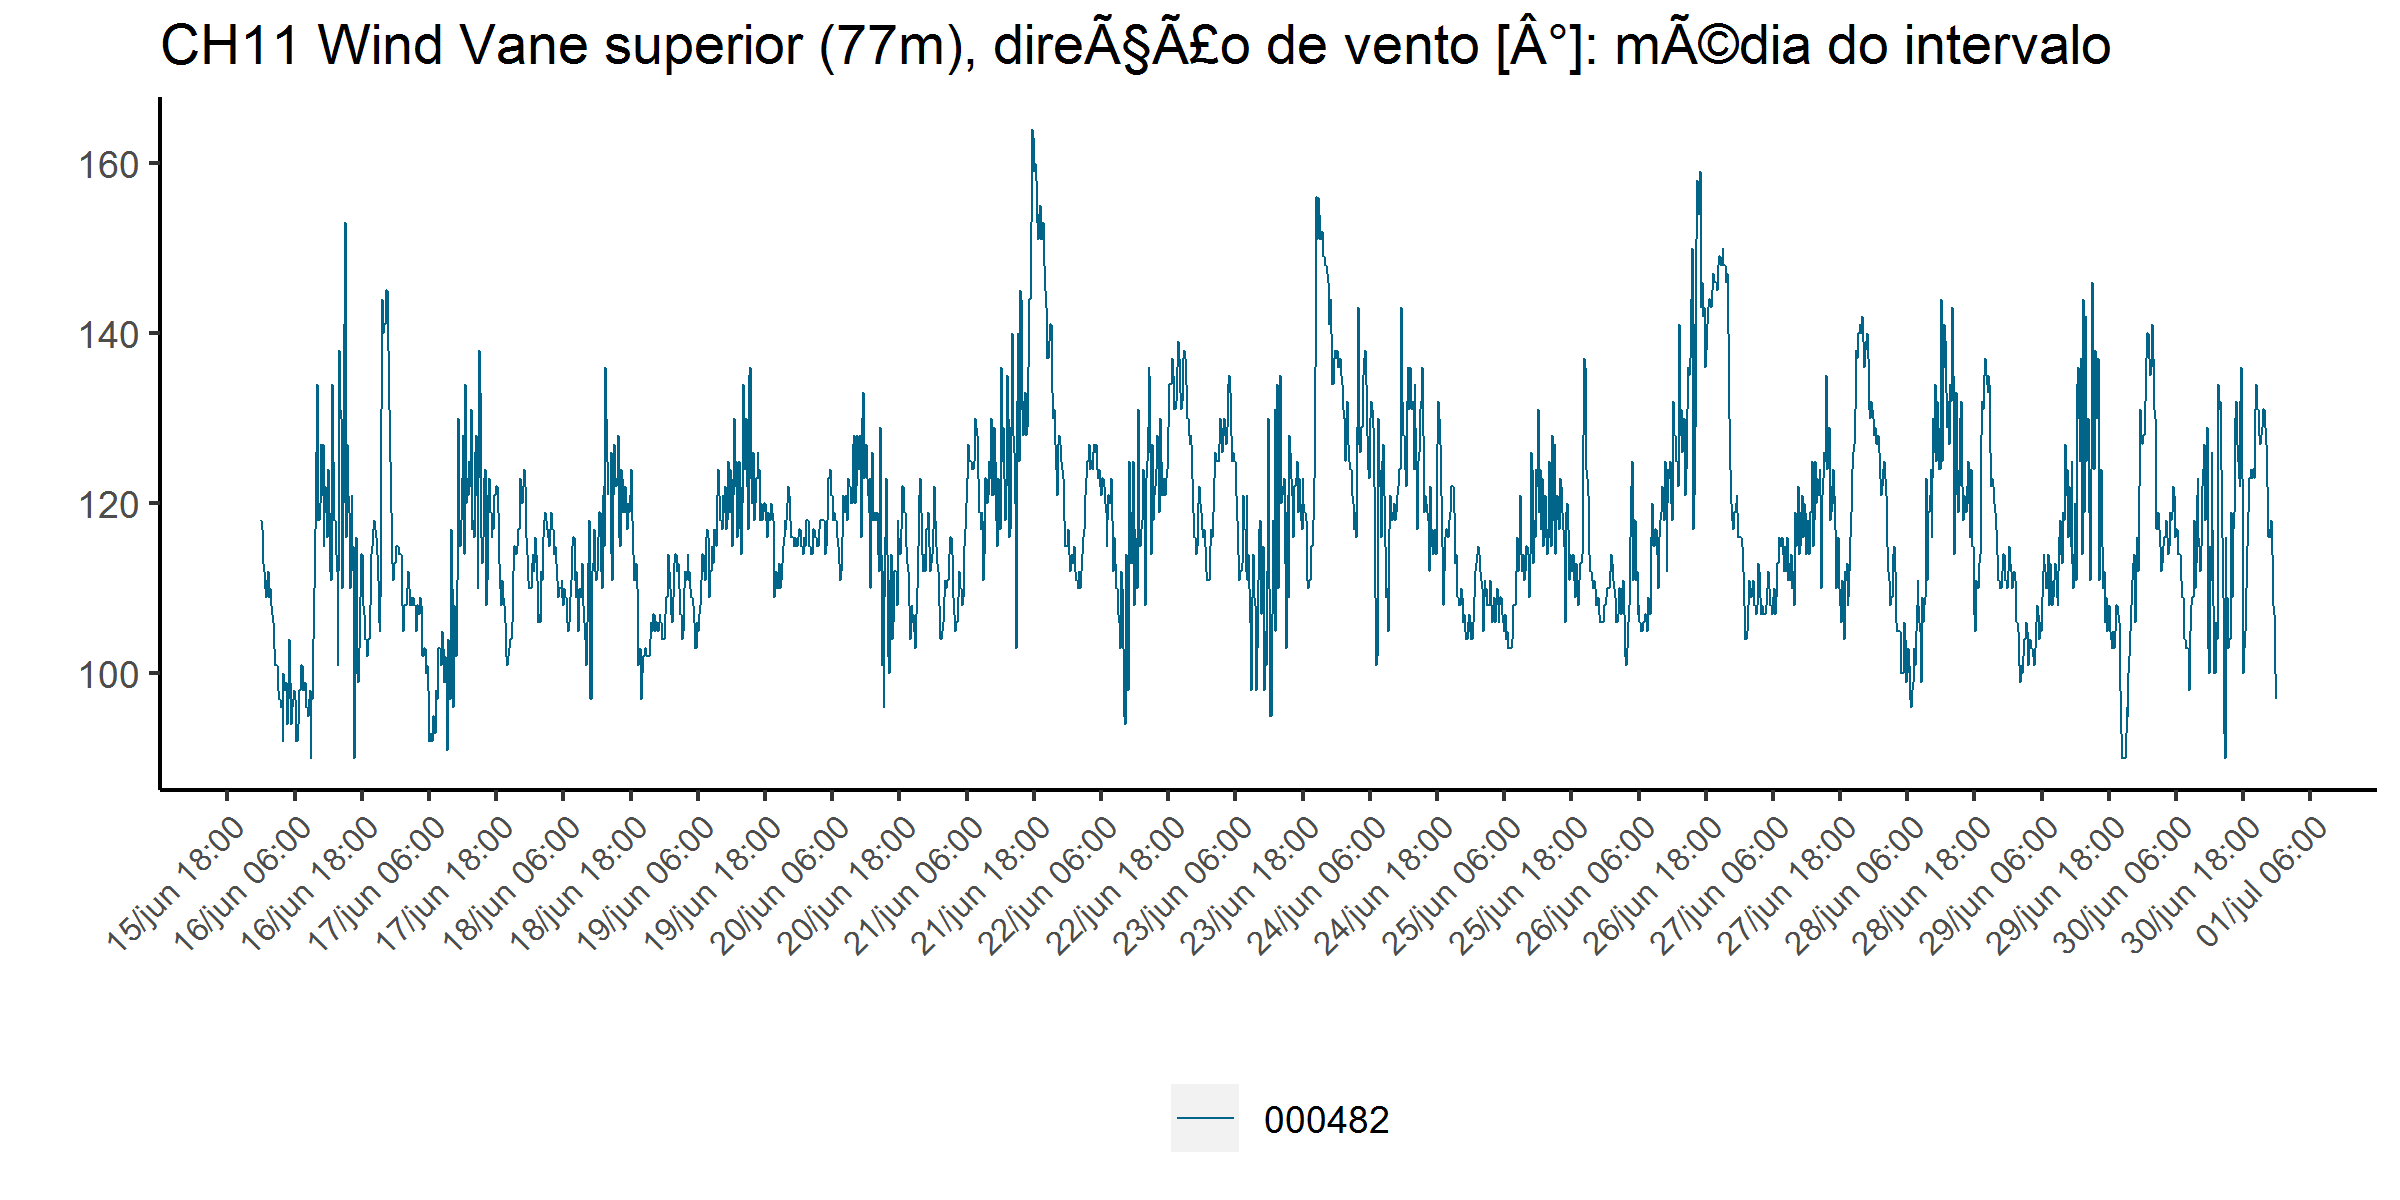 CH11 Wind Vane superior (77m), direÃ§Ã£o de vento [Â°]: mÃ©dia do intervalo
160
140
120
100
15/jun 18:00
16/jun 06:00
16/jun 18:00
17/jun 06:00
17/jun 18:00
18/jun 06:00
18/jun 18:00
19/jun 06:00
19/jun 18:00
20/jun 06:00
20/jun 18:00
21/jun 06:00
21/jun 18:00
22/jun 06:00
22/jun 18:00
23/jun 06:00
23/jun 18:00
24/jun 06:00
24/jun 18:00
25/jun 06:00
25/jun 18:00
26/jun 06:00
26/jun 18:00
27/jun 06:00
27/jun 18:00
28/jun 06:00
28/jun 18:00
29/jun 06:00
29/jun 18:00
30/jun 06:00
30/jun 18:00
01/jul 06:00
000482